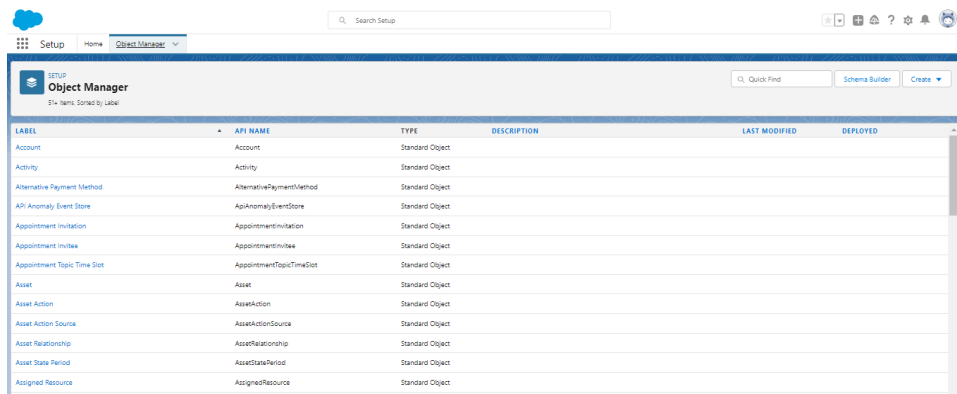 Search Setup
Setup Home Object Manager
SETUP
Object Manager
51+ Items, Sorted by Label
Quick Find Schema Builder Create
LABEL API NAME TYPE DESCRIPTION LAST MODIFIED DEPLOYED
Account Account Standard Object
Activity Activity Standard Object
Alternative Payment Method AlternativePaymentMethod Standard Object
API Anomaly Event Store ApiAnomalyEventStore Standard Object
Appointment Invitation AppointmentInvitation Standard Object
Appointment Invitee AppointmentInvitee Standard Object
Appointment Topic Time Slot AppointmentTopicTimeSlot Standard Object
Asset Asset Standard Object
Asset Action AssetAction Standard Object
Asset Action Source AssetActionSource Standard Object
Asset Relationship AssetRelationship Standard Object
Asset State Period AssetStatePeriod Standard Object
Assigned Resource AssignedResource Standard Object